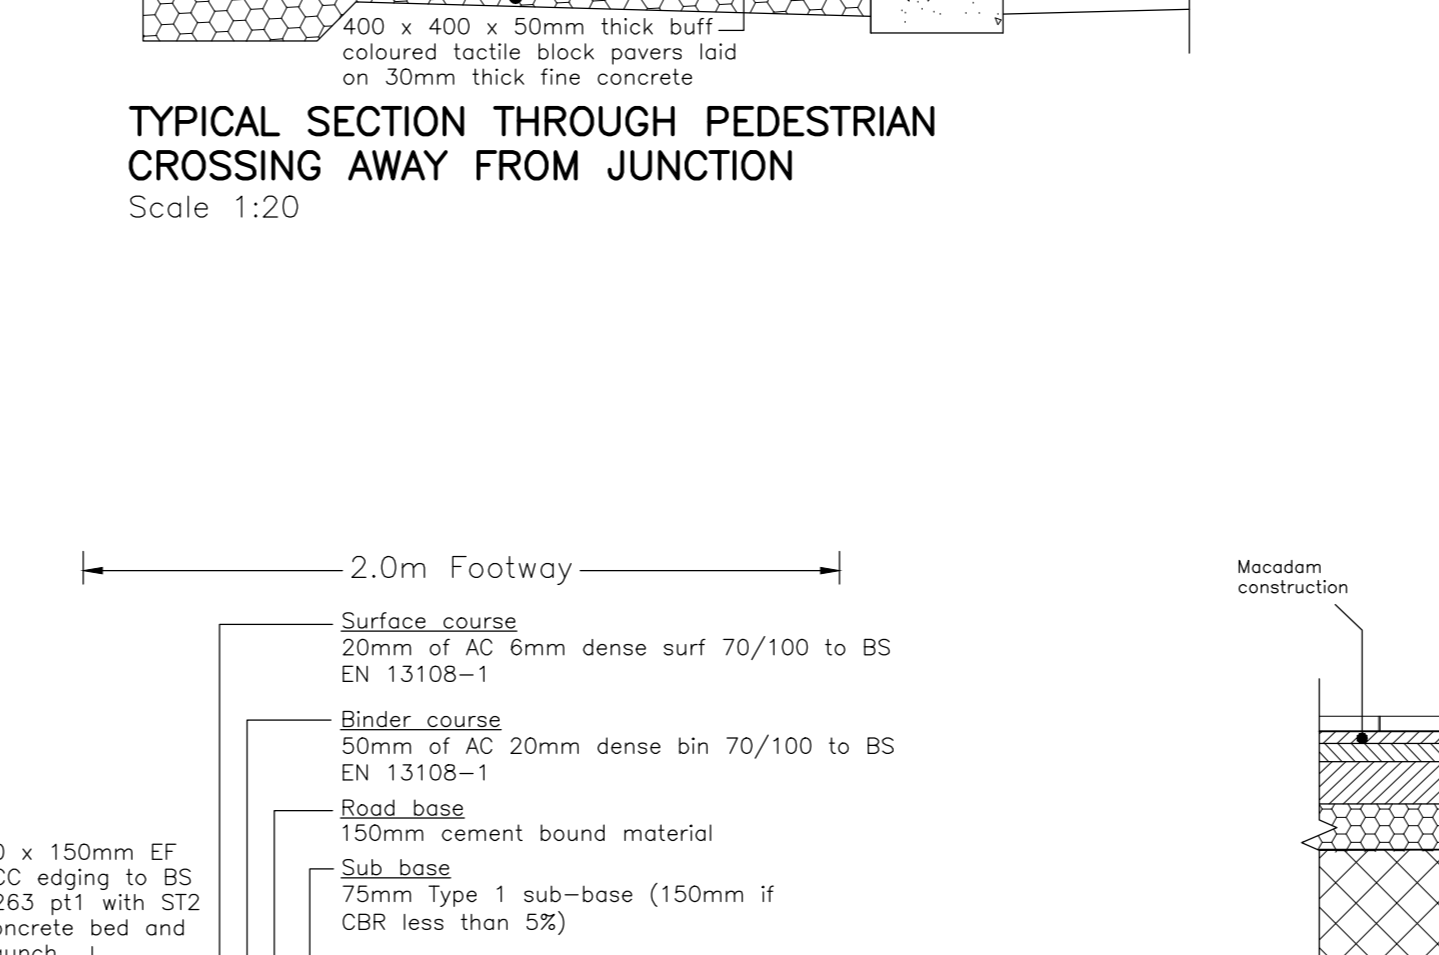 400 x 400 x 50mm thick buff
coloured tactile block pavers laid
on 30mm thick fine concrete
TYPICAL SECTION THROUGH PEDESTRIAN
CROSSING AWAY FROM JUNCTION
Scale 1:20
2.0m Footway
Surface course
20mm of AC 6mm dense surf 70/100 to BS
EN 13108-1
Binder course
50mm of AC 20mm dense bin 70/100 to BS
EN 13108-1
Road base
150mm cement bound material
Sub base
75mm Type 1 sub-base (150mm if
CBR less than 5%)
x 150mm EF
edging to BS
pt1 with ST2
bed and
Macadam
construction